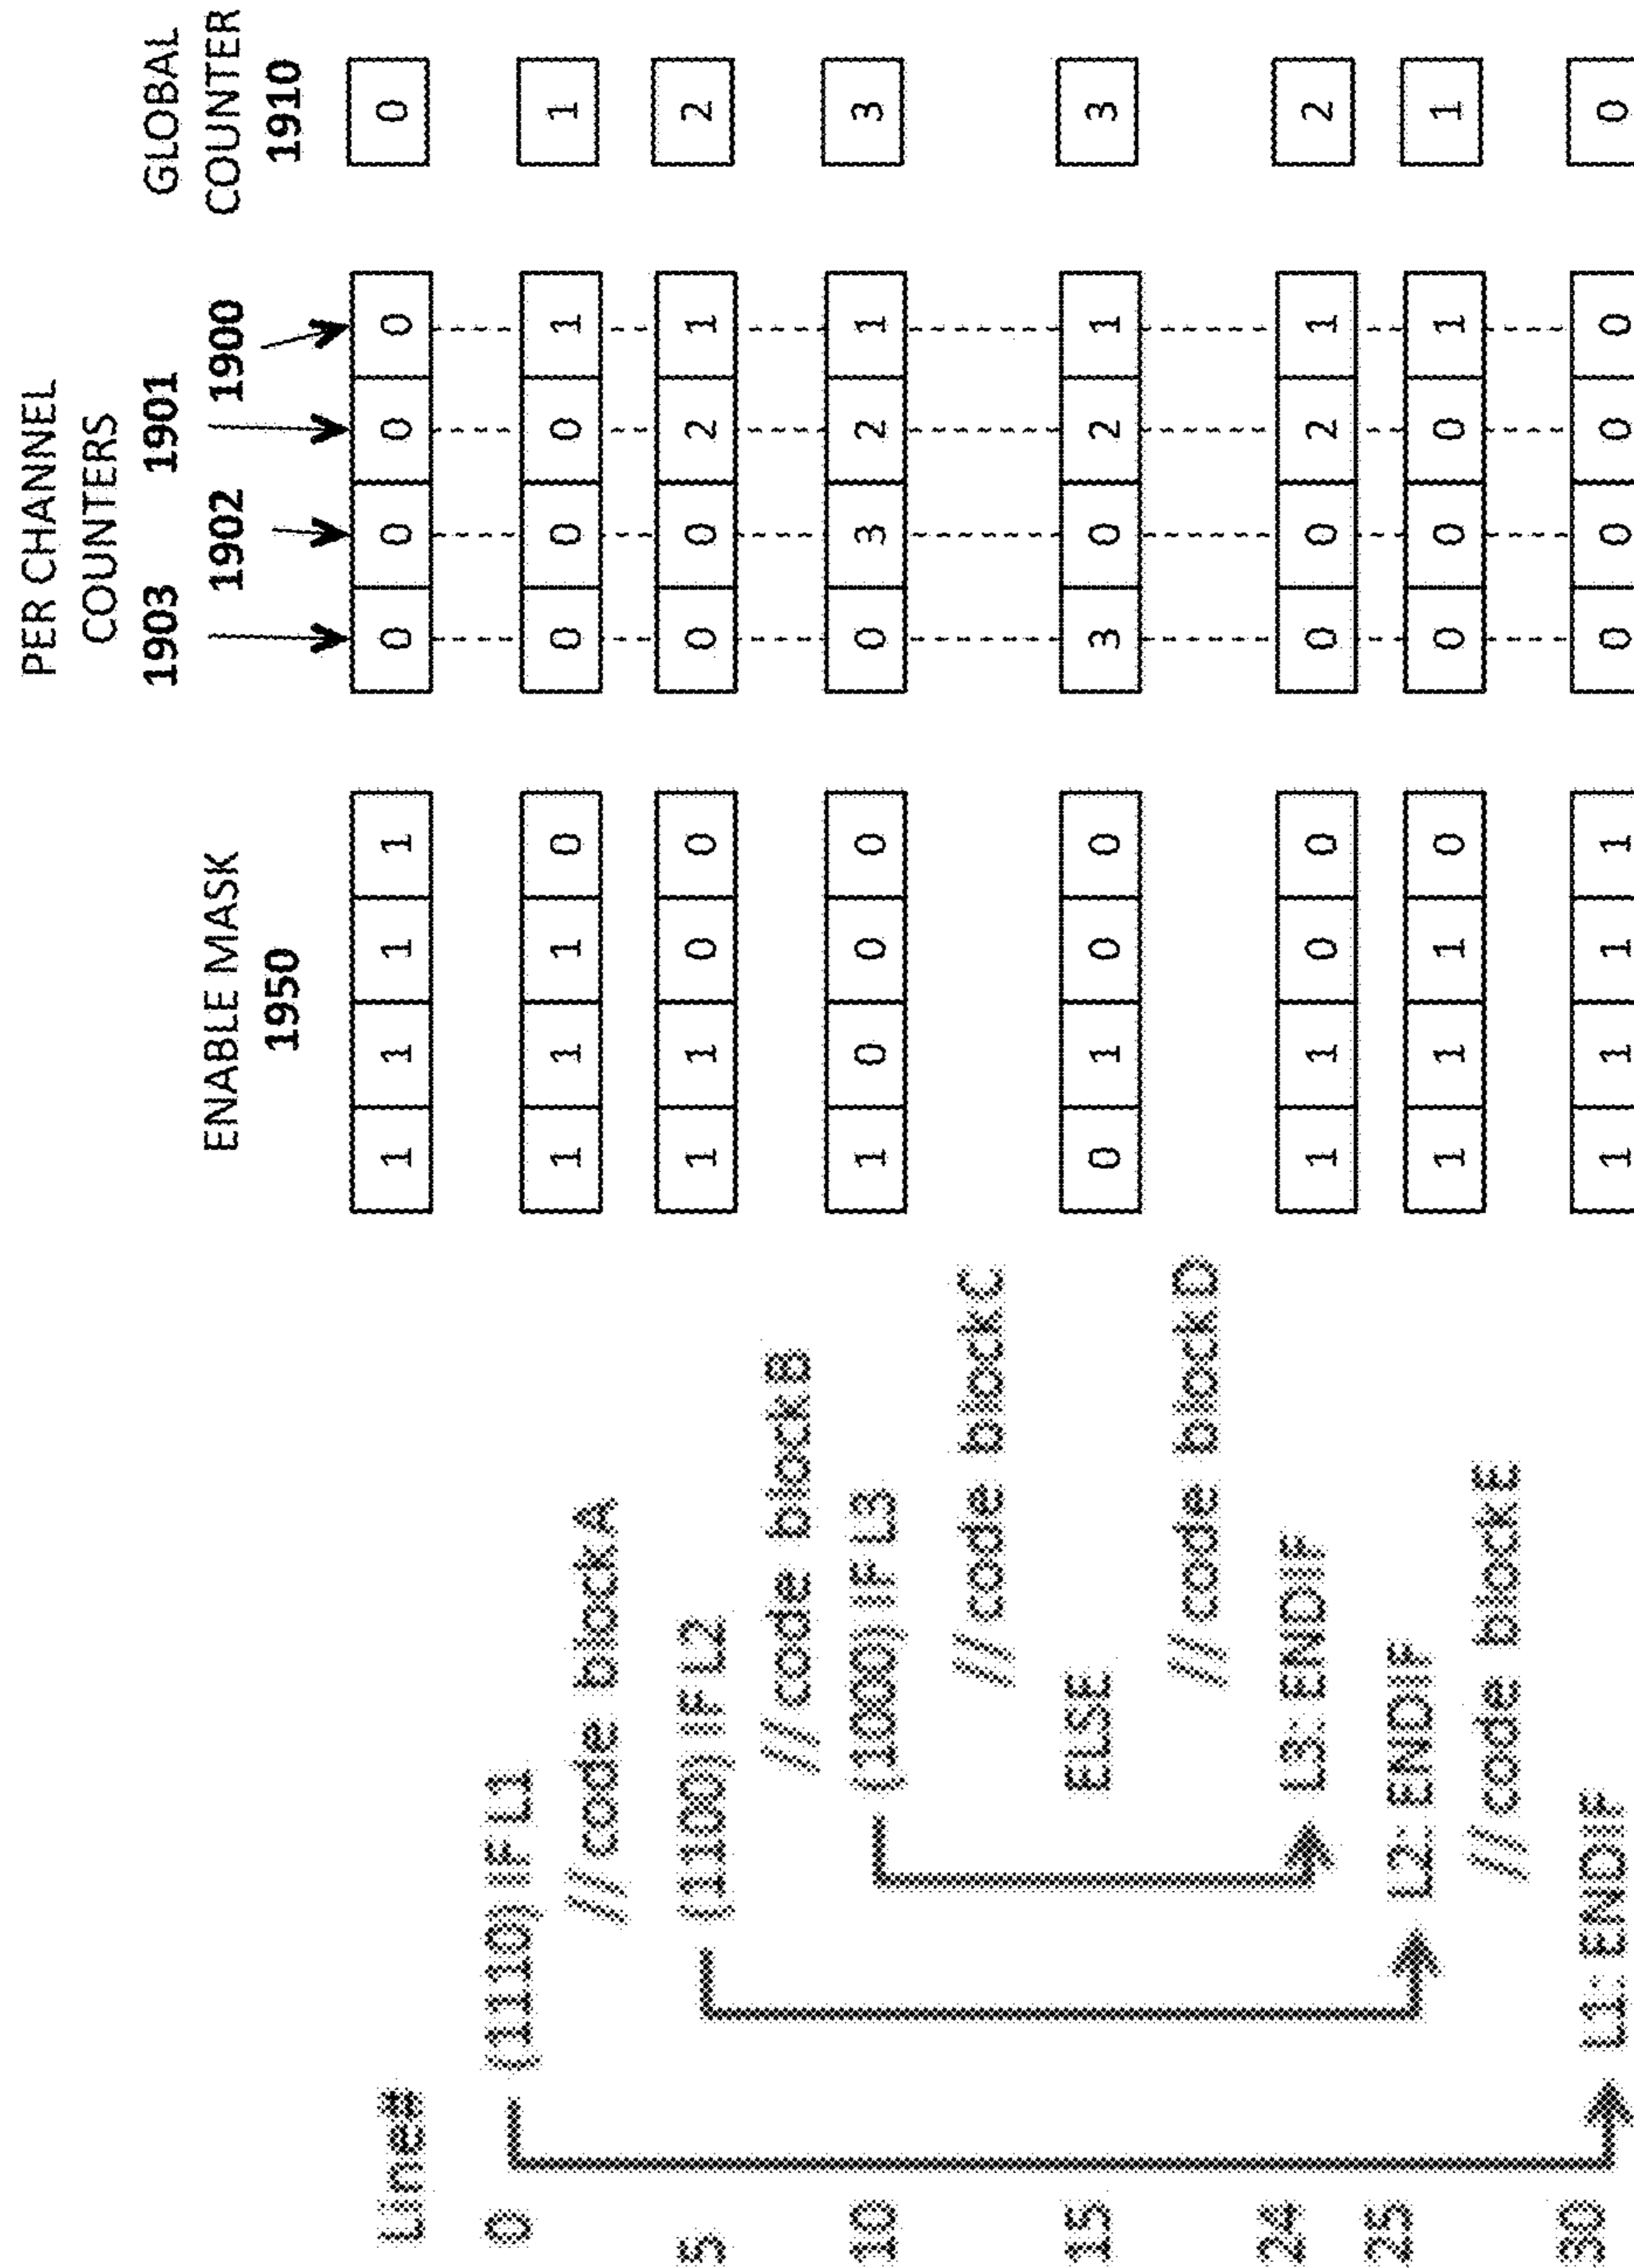 PER CHANNEL
COUNTERS
GLOBAL
COUNTER
1910
ENABLE MASK
1950
1903 1901
1902 1900
Line#
1 1 1 1 0 0 0 0 0
0 (1110) IF L1 1 1 1 0 0 0 0 1 1
// code block A
5 (1100) IF L2 1 1 0 0 0 0 2 1 2
// code block B
10 (1000) IF L3 1 0 0 0 0 3 2 1 3
// code block C
15 ELSE 0 1 0 0 3 0 2 1 3
// code block D
24 L3: ENDIF 1 1 0 0 0 0 2 1 2
25 L2: ENDIF 1 1 1 0 0 0 0 1 1
// code block E
30 L1: ENDIF 1 1 1 1 0 0 0 0 0